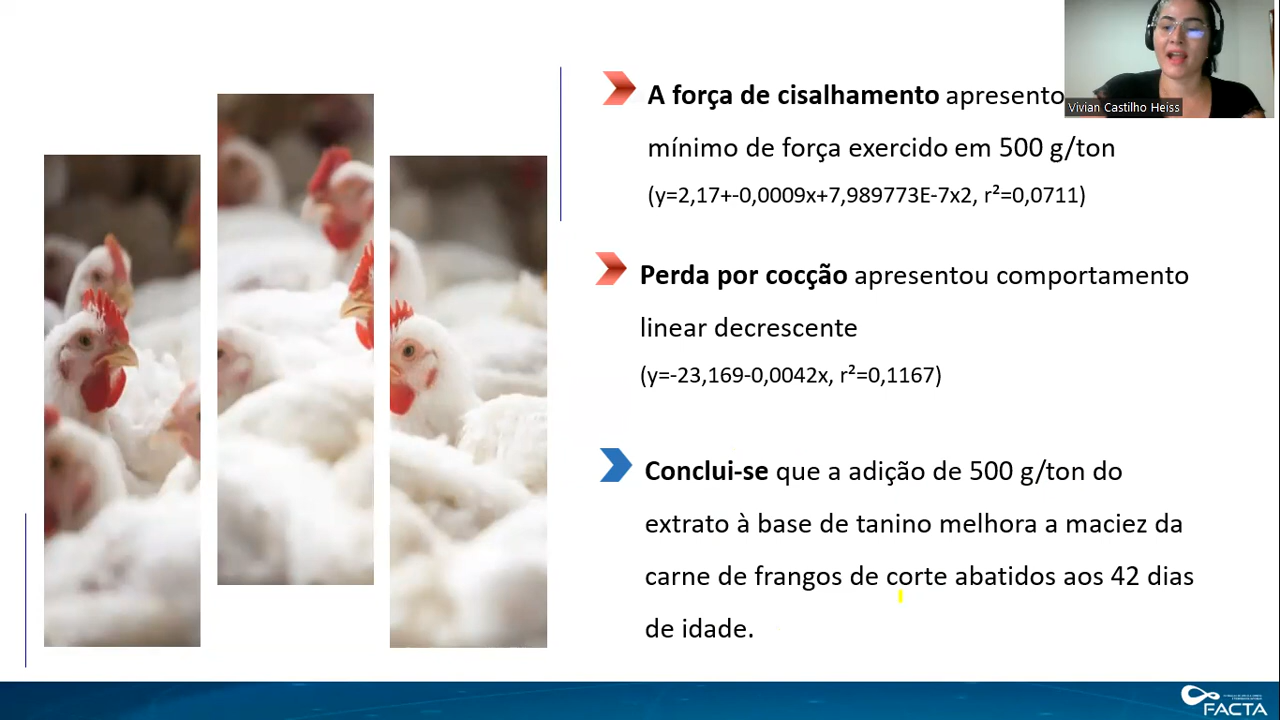 A força de cisalhamento apresento
mínimo de força exercido em 500 g/ton
(y=2,17+-0,0009x+7,989773E-7x2, r²=0,0711)
Perda por cocção apresentou comportamento
linear decrescente
(y=-23,169-0,0042x, r²=0,1167)
Conclui-se que a adição de 500 g/ton do
extrato à base de tanino melhora a maciez da
carne de frangos de corte abatidos aos 42 dias
de idade.
Vivian Castilho Heiss
FACTA